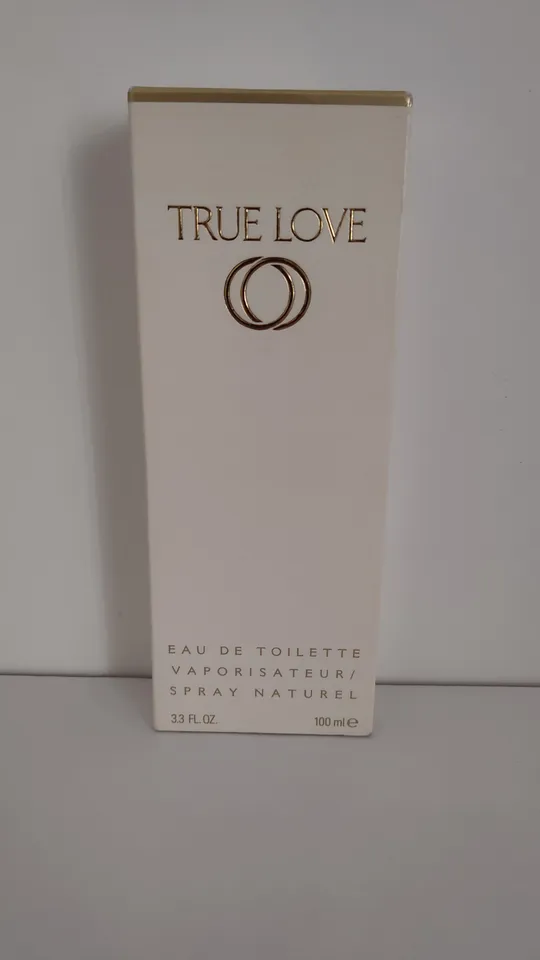 TRUE LOVE
EAU DE TOILETTE
VAPORISATEUR/
SPRAY NATUREL
3.3 FL. OZ. 100 ml ℮